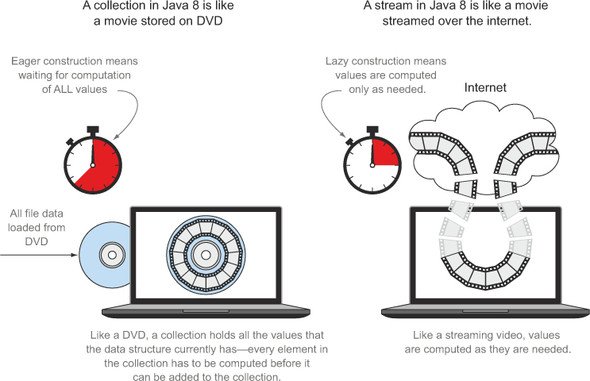 A collection in Java 8 is like
a movie stored on DVD
Eager construction means
waiting for computation
of ALL values
All file data
loaded from
DVD
Like a DVD, a collection holds all the values that
the data structure currently has—every element in
the collection has to be computed before it
can be added to the collection.
A stream in Java 8 is like a movie
streamed over the internet.
Lazy construction means
values are computed
only as needed.
Internet
Like a streaming video, values
are computed as they are needed.